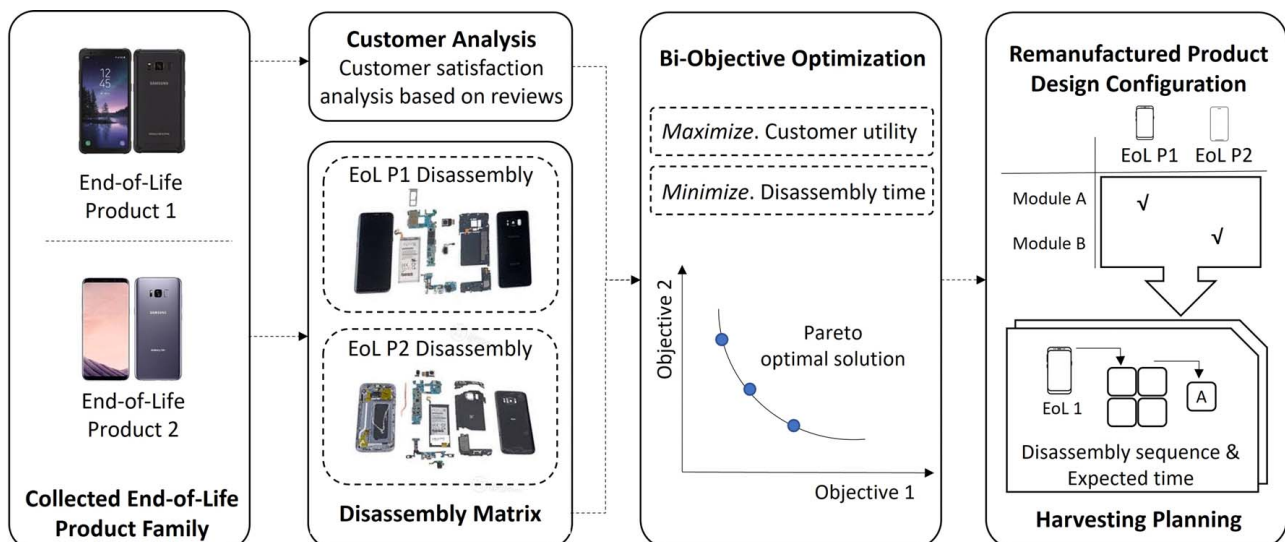 End-of-Life
Product 1
End-of-Life
Product 2
Collected End-of-Life
Product Family
Customer Analysis
Customer satisfaction
analysis based on reviews
EoL P1 Disassembly
EoL P2 Disassembly
Disassembly Matrix
Bi-Objective Optimization
Maximize. Customer utility
Minimize. Disassembly time
Objective 2
Pareto
optimal solution
Objective 1
Remanufactured Product
Design Configuration
EoL P1
EoL P2
Module A
√
Module B
√
EoL 1
A
Disassembly sequence &
Expected time
Harvesting Planning